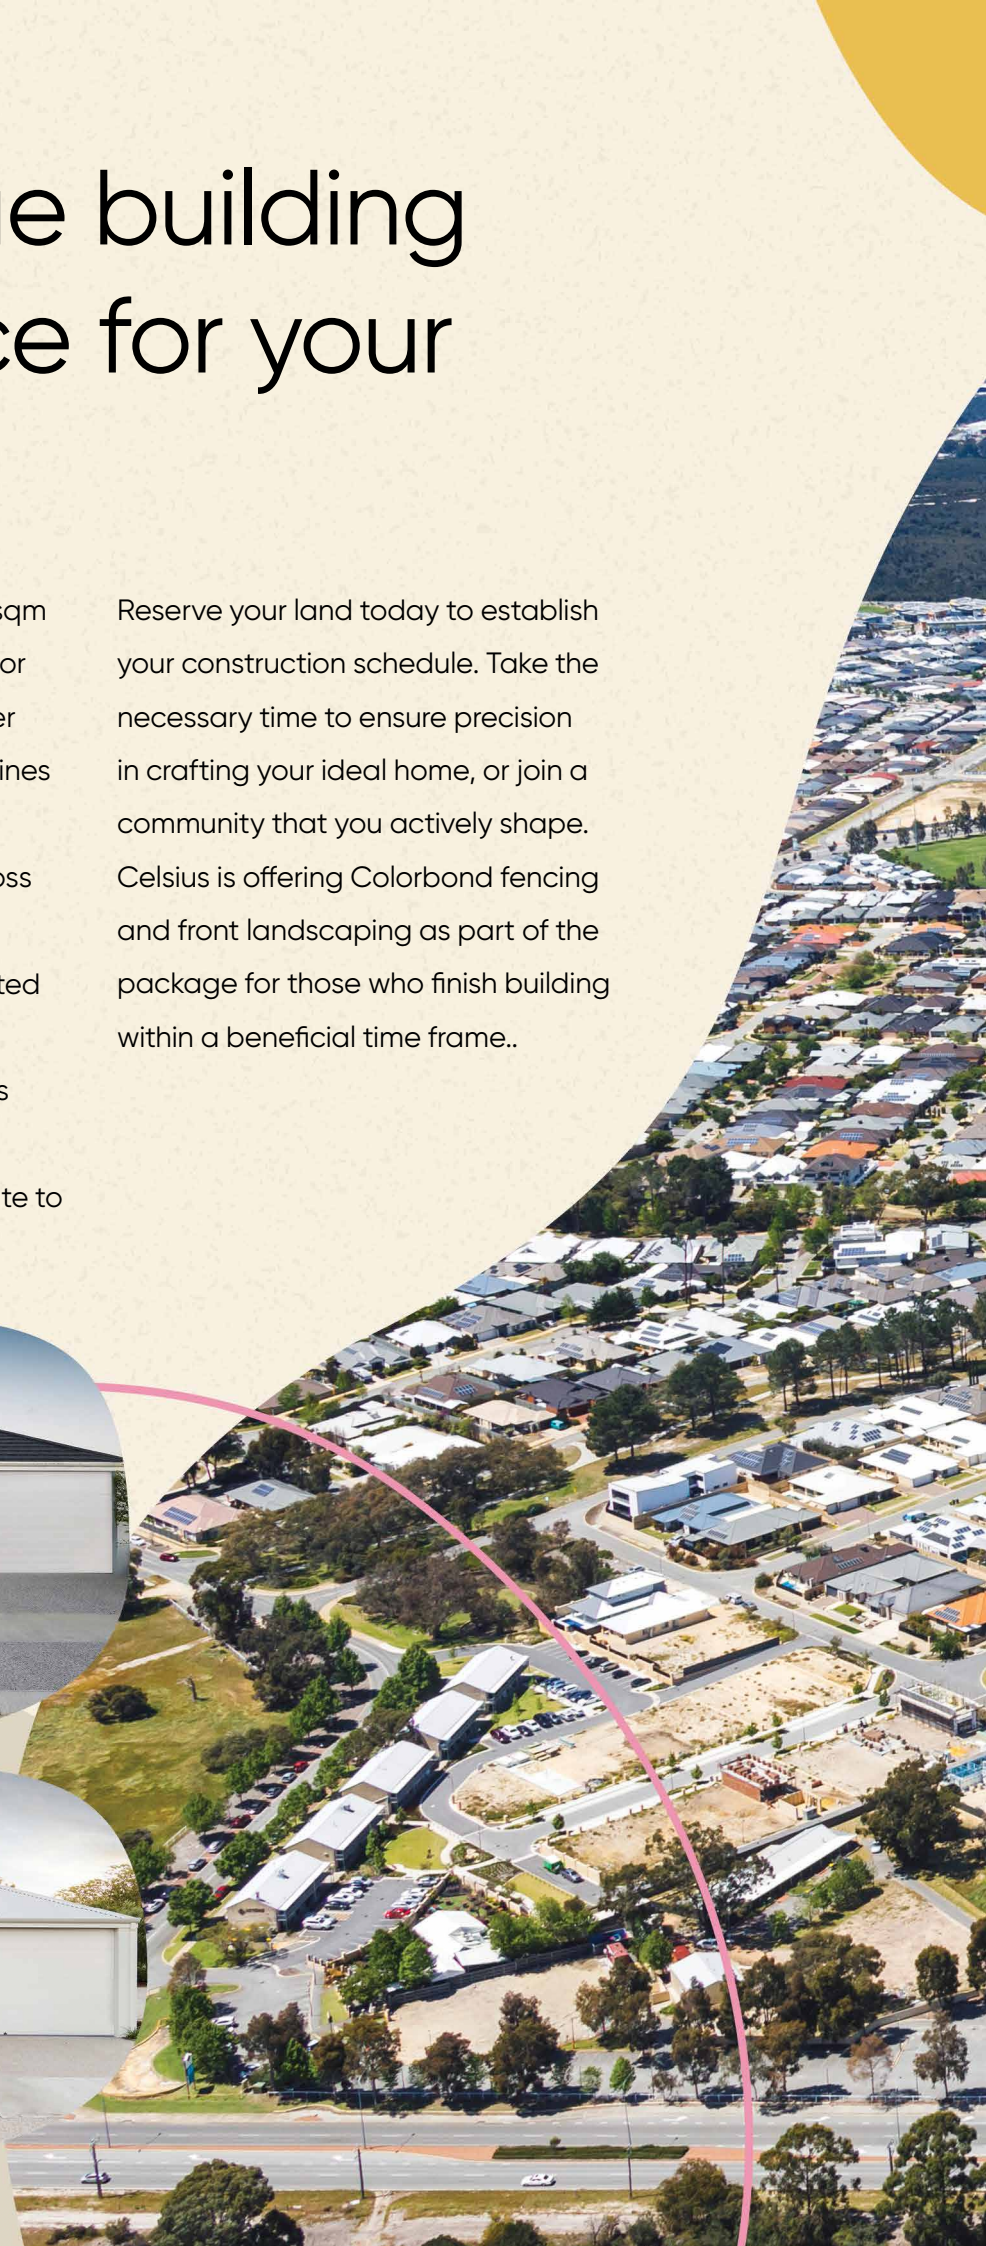 e building
ce for your
sqm
or
er
ines
oss
ted
s
te to
Reserve your land today to establish
your construction schedule. Take the
necessary time to ensure precision
in crafting your ideal home, or join a
community that you actively shape.
Celsius is offering Colorbond fencing
and front landscaping as part of the
package for those who finish building
within a beneficial time frame..